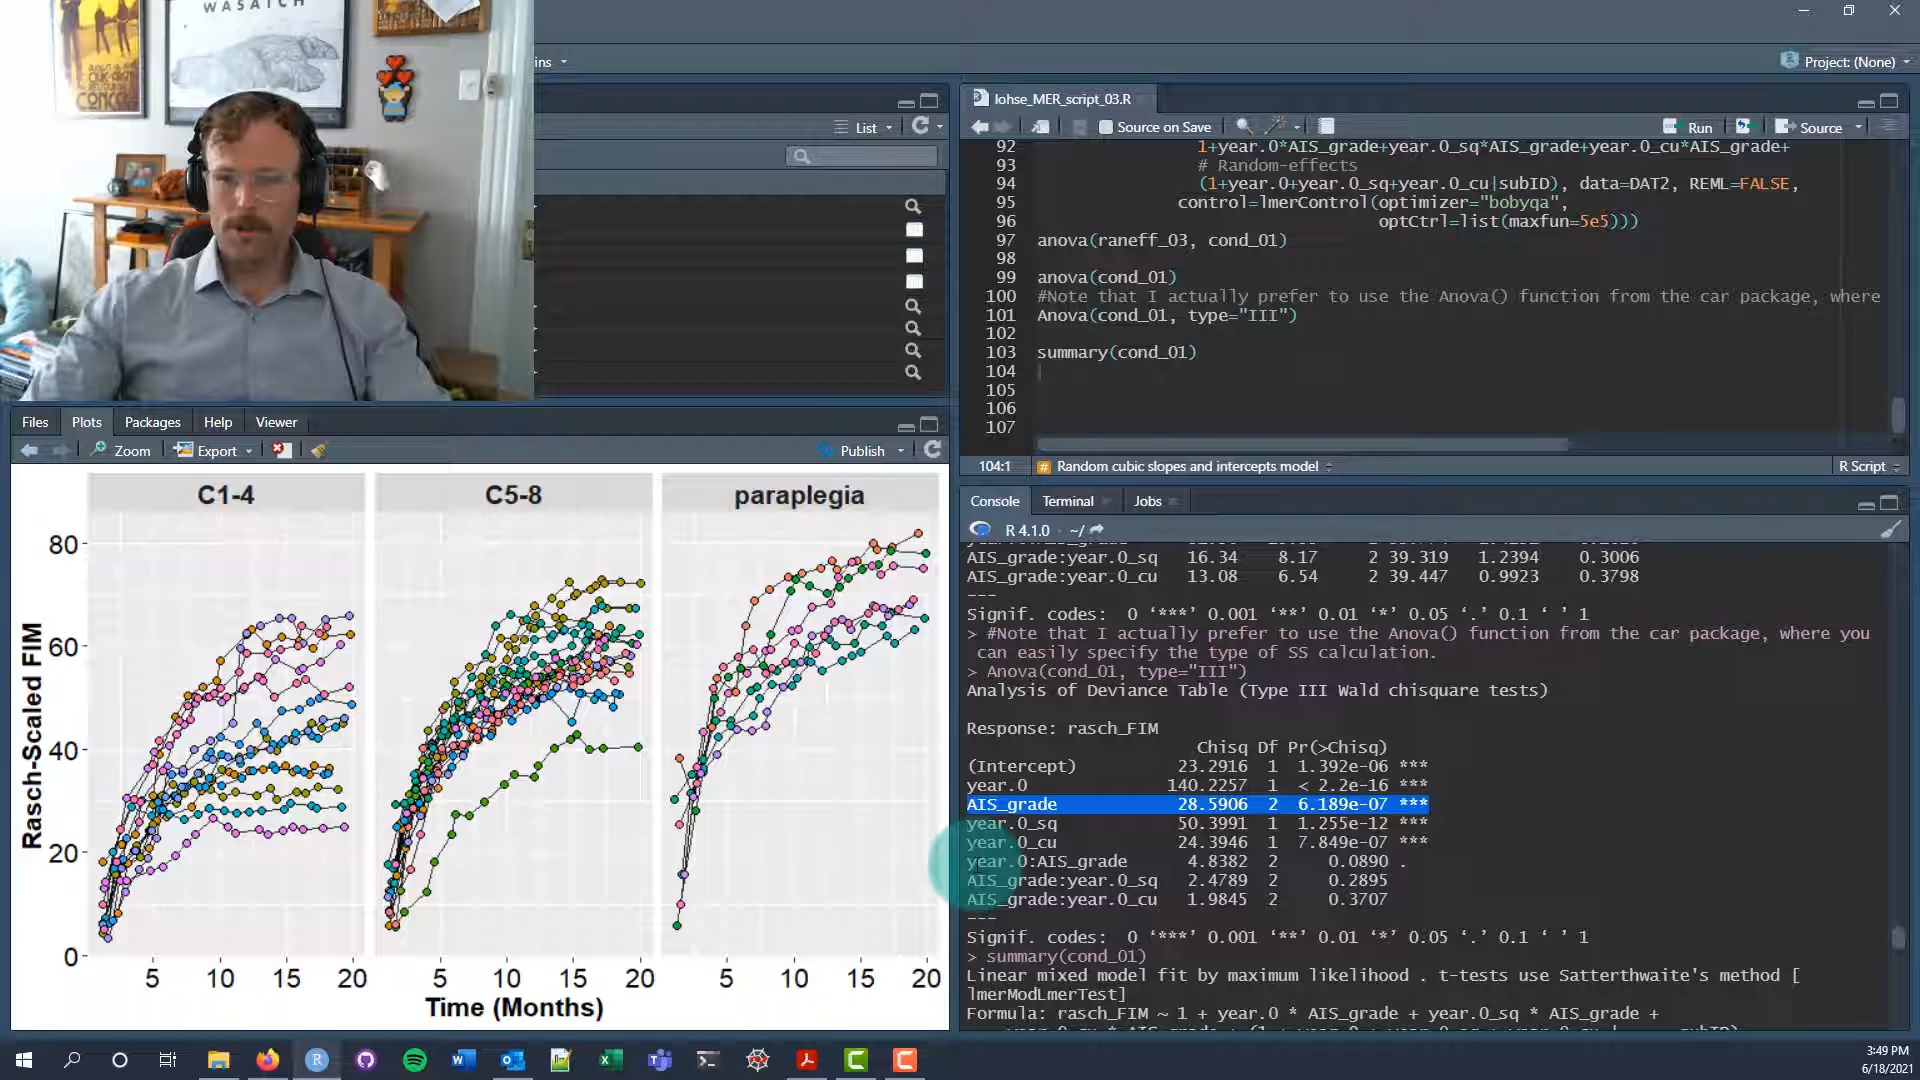 WASATCH
CONCE
ins
Project: (None)
List
lohse_MER_script_03.R
Source on Save
Run
Source
92 1+year.0*AIS_grade+year.0_sq*AIS_grade+year.0_cu*AIS_grade+
93 # Random-effects
94 (1+year.0+year.0_sq+year.0_cu|subID), data=DAT2, REML=FALSE,
95 control=lmerControl(optimizer="bobyqa",
96 optCtrl=list(maxfun=5e5)))
97 anova(raneff_03, cond_01)
98
99 anova(cond_01)
100 #Note that I actually prefer to use the Anova() function from the car package, where
101 Anova(cond_01, type="III")
102
103 summary(cond_01)
104
105
106
107
104:1 # Random cubic slopes and intercepts model R Script
Files Plots Packages Help Viewer
Zoom Export Publish
C1-4 C5-8 paraplegia
Rasch-Scaled FIM
80
60
40
20
0
5 10 15 20 5 10 15 20 5 10 15 20
Time (Months)
Console Terminal Jobs
R 4.1.0 · ~/
AIS_grade:year.0_sq 16.34 8.17 2 39.319 1.2394 0.3006
AIS_grade:year.0_cu 13.08 6.54 2 39.447 0.9923 0.3798
---
Signif. codes: 0 ‘***’ 0.001 ‘**’ 0.01 ‘*’ 0.05 ‘.’ 0.1 ‘ ’ 1
> #Note that I actually prefer to use the Anova() function from the car package, where you
can easily specify the type of SS calculation.
> Anova(cond_01, type="III")
Analysis of Deviance Table (Type III Wald chisquare tests)
Response: rasch_FIM
Chisq Df Pr(>Chisq)
(Intercept) 23.2916 1 1.392e-06 ***
year.0 140.2257 1 < 2.2e-16 ***
AIS_grade 28.5906 2 6.189e-07 ***
year.0_sq 50.3991 1 1.255e-12 ***
year.0_cu 24.3946 1 7.849e-07 ***
year.0:AIS_grade 4.8382 2 0.0890 .
AIS_grade:year.0_sq 2.4789 2 0.2895
AIS_grade:year.0_cu 1.9845 2 0.3707
---
Signif. codes: 0 ‘***’ 0.001 ‘**’ 0.01 ‘*’ 0.05 ‘.’ 0.1 ‘ ’ 1
> summary(cond_01)
Linear mixed model fit by maximum likelihood . t-tests use Satterthwaite's method [
lmerModLmerTest]
Formula: rasch_FIM ~ 1 + year.0 * AIS_grade + year.0_sq * AIS_grade +
3:49 PM
6/18/2021